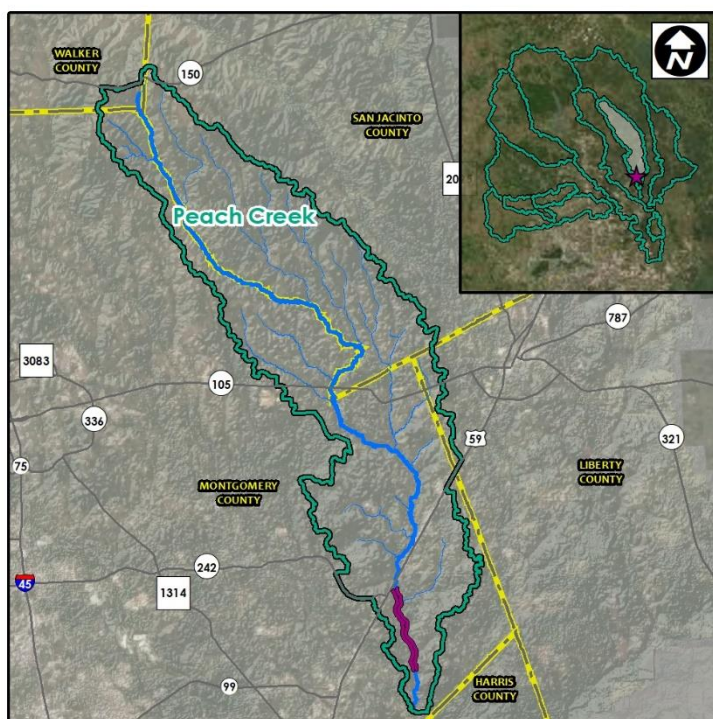 WALKER
COUNTY
150
N
SAN JACINTO
COUNTY
20
Peach Creek
787
3083
105
336
59
321
75
MONTGOMERY
COUNTY
LIBERTY
COUNTY
242
45
1314
99
HARRIS
COUNTY